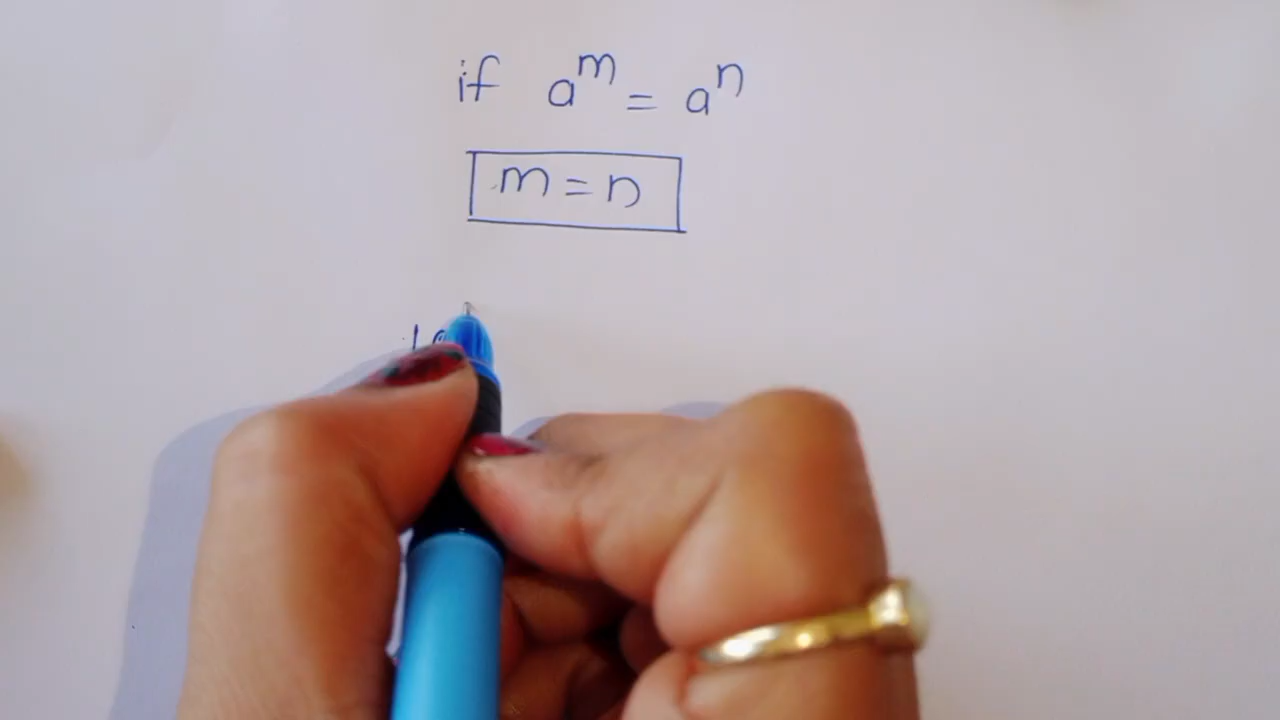 if a^m = a^n
m = n